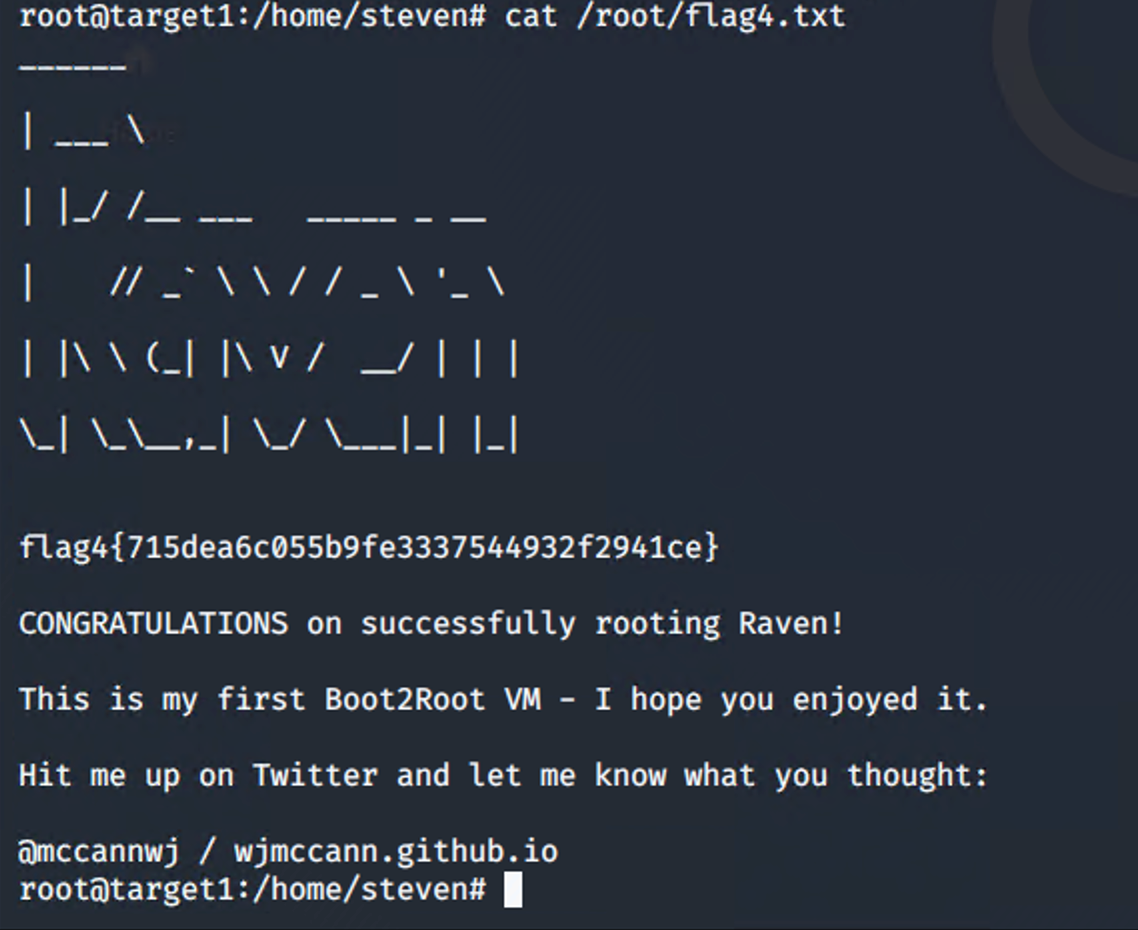 root@target1:/home/steven# cat /root/flag4.txt
______
| ___ \
| |_/ /__ ___   _____ _ __
|    // _` \ \ / / _ \ '_ \
| |\ \ (_| |\ V /  __/ | | |
\_| \_\__,_| \_/ \___|_| |_|
flag4{715dea6c055b9fe3337544932f2941ce}
CONGRATULATIONS on successfully rooting Raven!
This is my first Boot2Root VM - I hope you enjoyed it.
Hit me up on Twitter and let me know what you thought:
@mccannwj / wjmccann.github.io
root@target1:/home/steven#